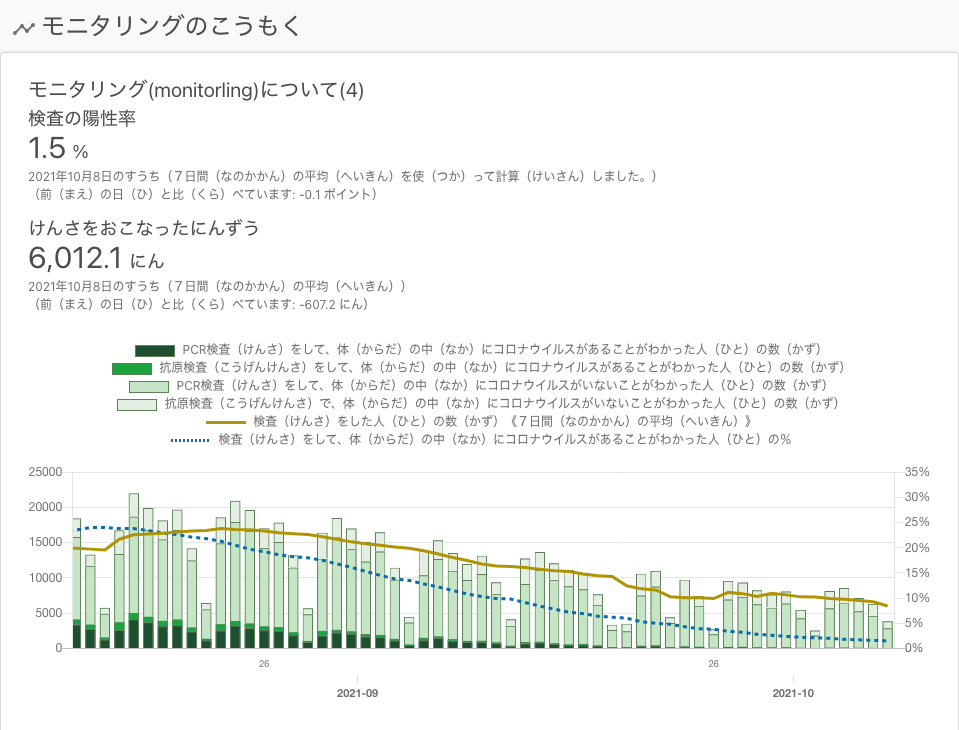 モニタリングのこうもく
モニタリング(monitorling)について(4)
検査の陽性率
1.5 %
2021年10月8日のすうち（７日間（なのかかん）の平均（へいきん）を使（つか）って計算（けいさん）しました。）
（前（まえ）の日（ひ）と比（くら）べています: -0.1 ポイント）
けんさをおこなったにんずう
6,012.1 にん
2021年10月8日のすうち（７日間（なのかかん）の平均（へいきん））
（前（まえ）の日（ひ）と比（くら）べています: -607.2 にん）
PCR検査（けんさ）をして、体（からだ）の中（なか）にコロナウイルスがあることがわかった人（ひと）の数（かず）
抗原検査（こうげんけんさ）をして、体（からだ）の中（なか）にコロナウイルスがあることがわかった人（ひと）の数（かず）
PCR検査（けんさ）をして、体（からだ）の中（なか）にコロナウイルスがいないことがわかった人（ひと）の数（かず）
抗原検査（こうげんけんさ）で、体（からだ）の中（なか）にコロナウイルスがいないことがわかった人（ひと）の数（かず）
検査（けんさ）をした人（ひと）の数（かず）《７日間（なのかかん）の平均（へいきん）》
検査（けんさ）をして、体（からだ）の中（なか）にコロナウイルスがあることがわかった人（ひと）の％
25000
20000
15000
10000
5000
0
35%
30%
25%
20%
15%
10%
5%
0%
26
26
2021-09
2021-10